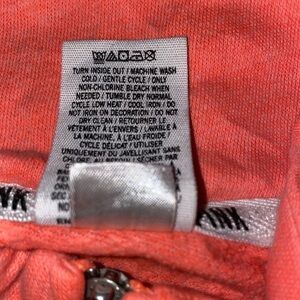 TURN INSIDE OUT / MACHINE WASH
COLD / GENTLE CYCLE / ONLY
NON-CHLORINE BLEACH WHEN
NEEDED / TUMBLE DRY NORMAL
CYCLE LOW HEAT / COOL IRON / DO
NOT IRON ON DECORATION / DO NOT
DRY CLEAN / RETOURNER LE
VÊTEMENT À L'ENVERS / LAVABLE À
LA MACHINE, À L'EAU FROIDE /
CYCLE DÉLICAT / UTILISER
UNIQUEMENT DU JAVELLISANT SANS
CHLORE, AU BESOIN / SÉCHER PAR
INK
PINK